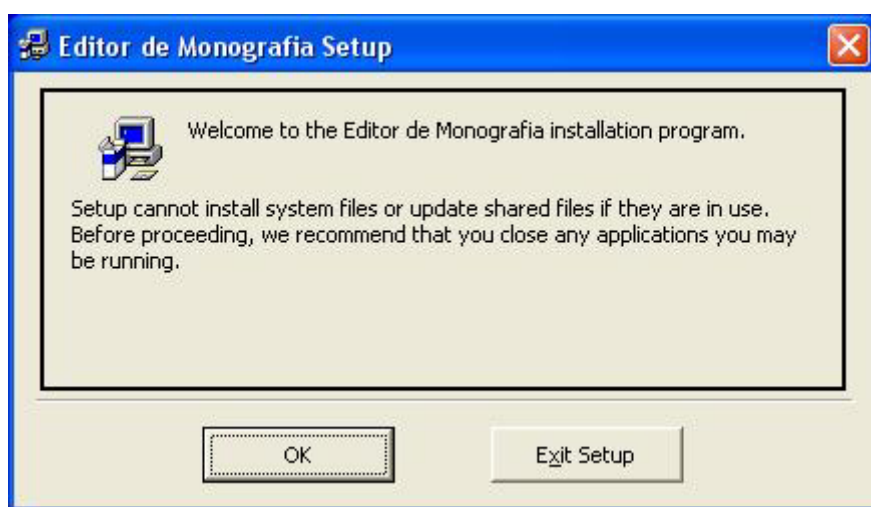 Editor de Monografia Setup
Welcome to the Editor de Monografia installation program.
Setup cannot install system files or update shared files if they are in use.
Before proceeding, we recommend that you close any applications you may
be running.
OK
Exit Setup